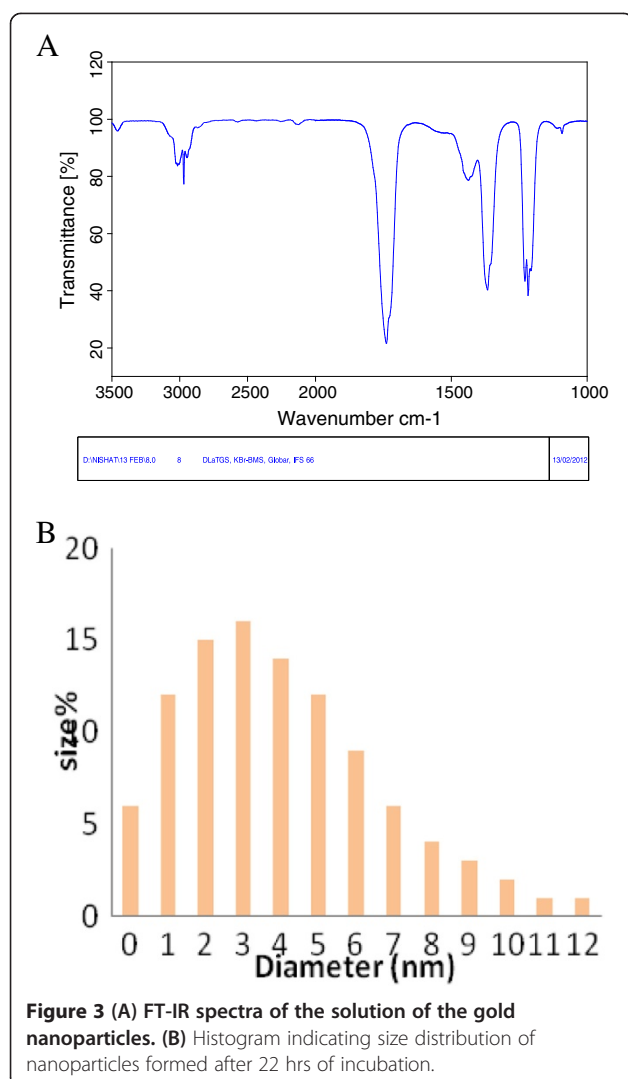 A
Transmittance [%]
120
100
80
60
40
20
3500 3000 2500 2000 1500 1000
Wavenumber cm-1
D:\NISHAT\13 FEB\8.0 8 DLaTGS, KBr-BMS, Globar, IFS 66 13/02/2012
B
size%
20
15
10
5
0
0 1 2 3 4 5 6 7 8 9 10 11 12
Diameter (nm)
Figure 3 (A) FT-IR spectra of the solution of the gold
nanoparticles. (B) Histogram indicating size distribution of
nanoparticles formed after 22 hrs of incubation.